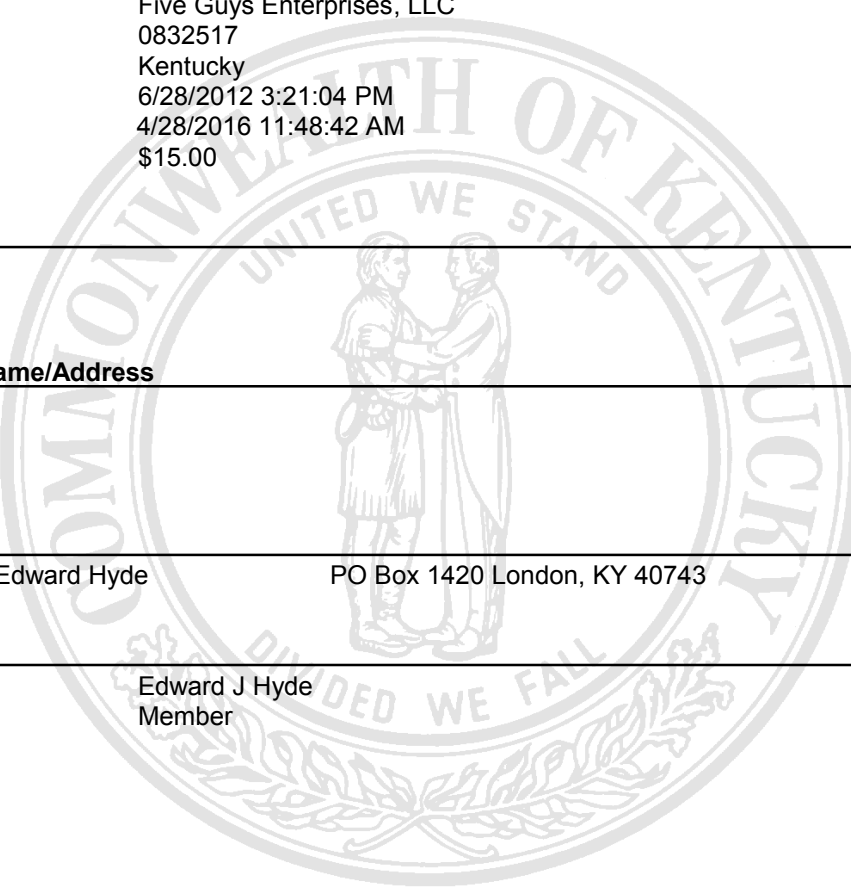 Five Guys Enterprises, LLC
0832517
Kentucky
6/28/2012 3:21:04 PM
4/28/2016 11:48:42 AM
$15.00
COMMONWEALTH OF KENTUCKY
UNITED WE STAND
ame/Address
Edward Hyde PO Box 1420 London, KY 40743
DIVIDED WE FALL
Edward J Hyde
Member